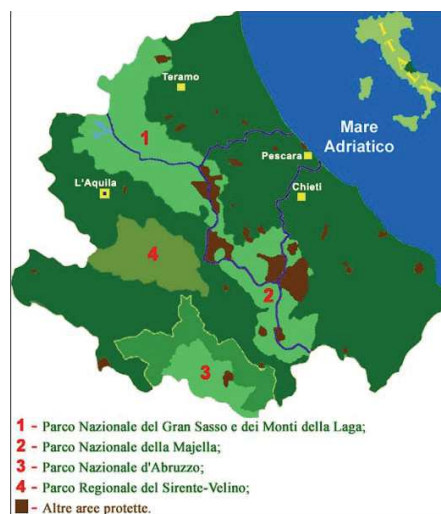 ITALY
Teramo
Mare
Adriatico
1
Pescara
L'Aquila
Chieti
4
2
3
1 - Parco Nazionale del Gran Sasso e dei Monti della Laga;
2 - Parco Nazionale della Majella;
3 - Parco Nazionale d'Abruzzo;
4 - Parco Regionale del Sirente-Velino;
- Altre aree protette.